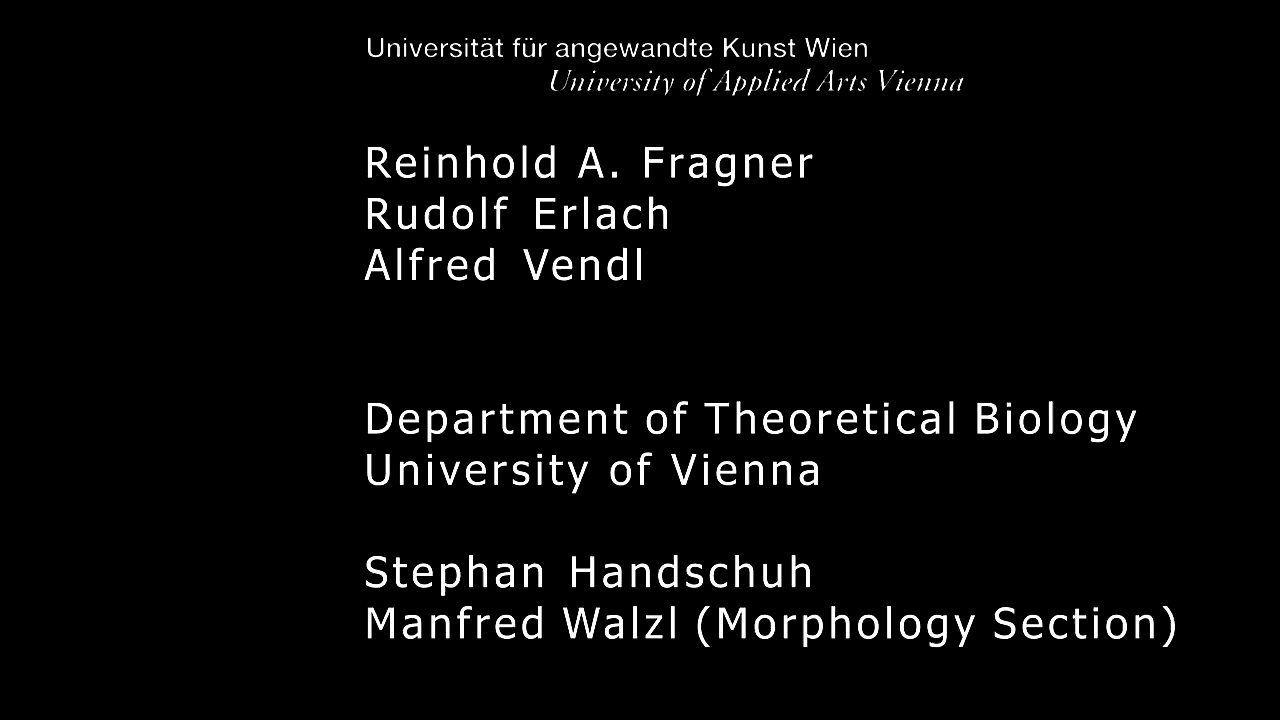 Universität für angewandte Kunst Wien
University of Applied Arts Vienna
Reinhold A. Fragner
Rudolf Erlach
Alfred Vendl
Department of Theoretical Biology
University of Vienna
Stephan Handschuh
Manfred Walzl (Morphology Section)